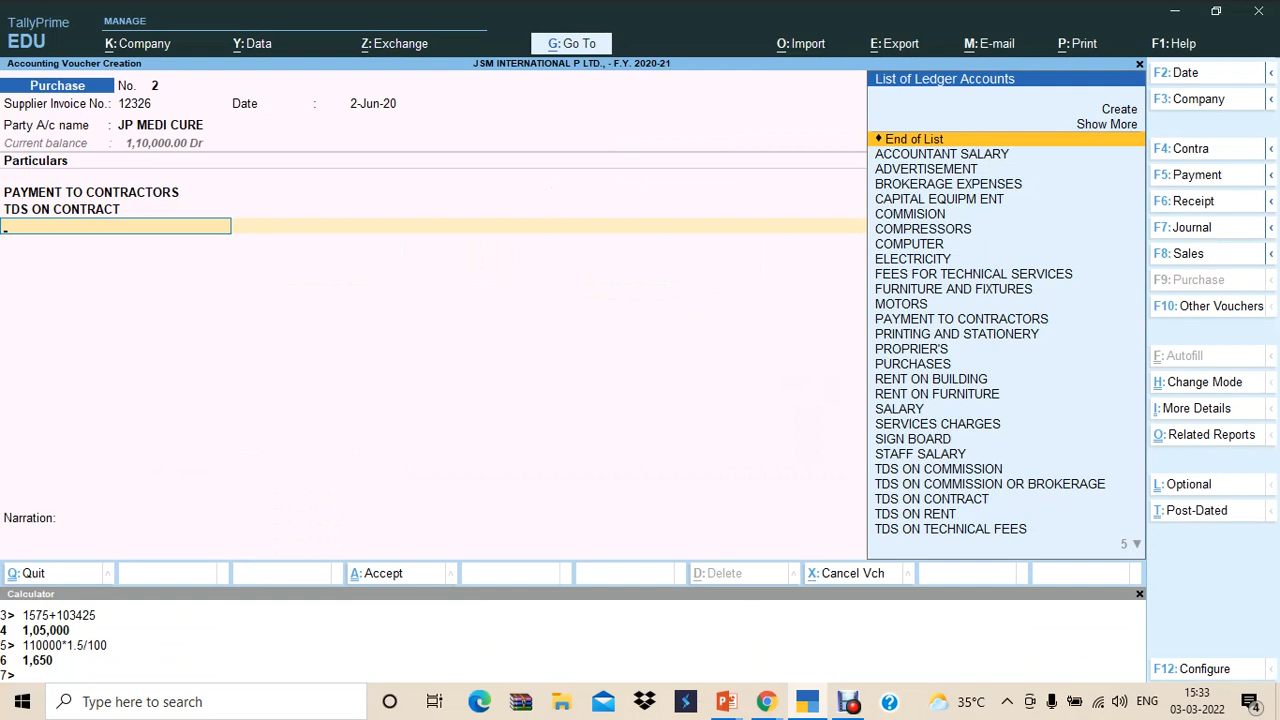 TallyPrime
EDU
MANAGE
K: Company
Y: Data
Z: Exchange
G: Go To
O: Import
E: Export
M: E-mail
P: Print
F1: Help
Accounting Voucher Creation
JSM INTERNATIONAL P LTD., - F.Y. 2020-21
Purchase No. 2
Supplier Invoice No.: 12326 Date : 2-Jun-20
Party A/c name : JP MEDI CURE
Current balance : 1,10,000.00 Dr
Particulars
PAYMENT TO CONTRACTORS
TDS ON CONTRACT
Narration:
List of Ledger Accounts
Create
Show More
♦ End of List
ACCOUNTANT SALARY
ADVERTISEMENT
BROKERAGE EXPENSES
CAPITAL EQUIPM ENT
COMMISION
COMPRESSORS
COMPUTER
ELECTRICITY
FEES FOR TECHNICAL SERVICES
FURNITURE AND FIXTURES
MOTORS
PAYMENT TO CONTRACTORS
PRINTING AND STATIONERY
PROPRIER'S
PURCHASES
RENT ON BUILDING
RENT ON FURNITURE
SALARY
SERVICES CHARGES
SIGN BOARD
STAFF SALARY
TDS ON COMMISSION
TDS ON COMMISSION OR BROKERAGE
TDS ON CONTRACT
TDS ON RENT
TDS ON TECHNICAL FEES
5 ▼
F2: Date
F3: Company
F4: Contra
F5: Payment
F6: Receipt
F7: Journal
F8: Sales
F9: Purchase
F10: Other Vouchers
F: Autofill
H: Change Mode
I: More Details
O: Related Reports
L: Optional
T: Post-Dated
F12: Configure
Q: Quit
A: Accept
D: Delete
X: Cancel Vch
Calculator
3> 1575+103425
4 1,05,000
5> 110000*1.5/100
6 1,650
7>
Type here to search
35°C
ENG
15:33
03-03-2022
4